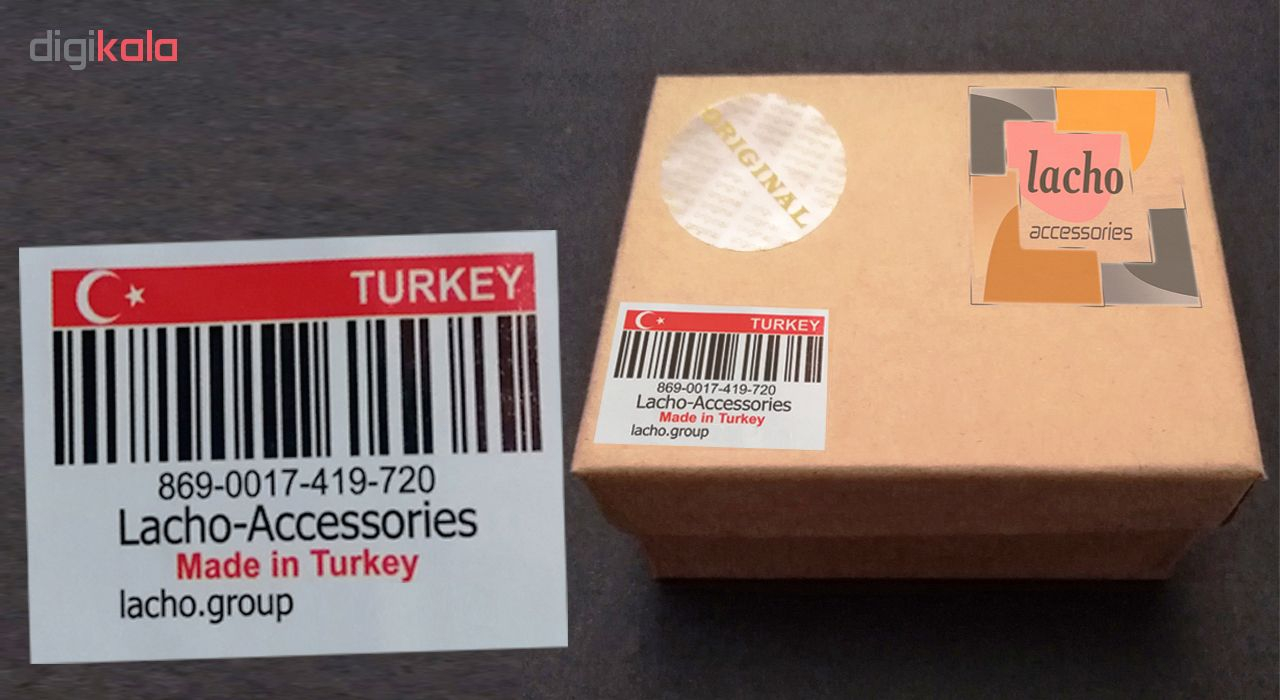 digikala
TURKEY
869-0017-419-720
Lacho-Accessories
Made in Turkey
lacho.group
ORIGINAL
lacho
accessories
TURKEY
869-0017-419-720
Lacho-Accessories
Made in Turkey
lacho.group